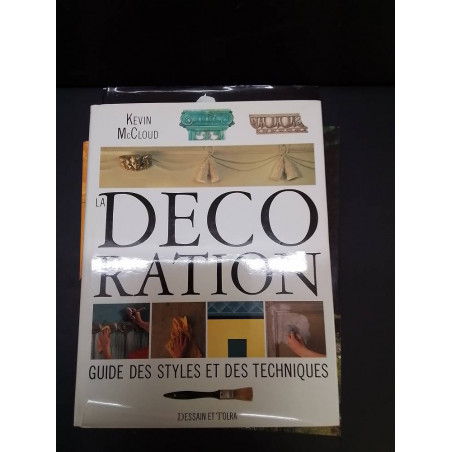 KEVIN
McCLOUD
LA
DECO
RATION
GUIDE DES STYLES ET DES TECHNIQUES
DESSAIN ET TOLRA